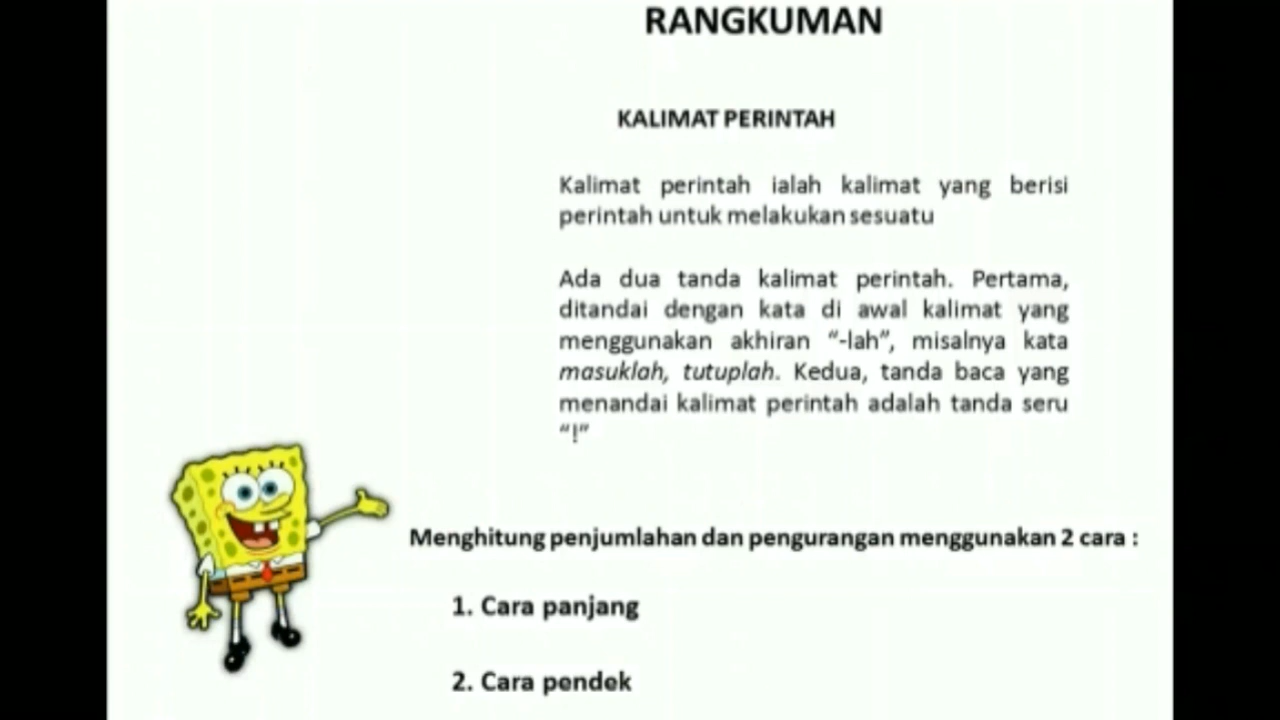 RANGKUMAN
KALIMAT PERINTAH
Kalimat perintah ialah kalimat yang berisi
perintah untuk melakukan sesuatu
Ada dua tanda kalimat perintah. Pertama,
ditandai dengan kata di awal kalimat yang
menggunakan akhiran “-lah”, misalnya kata
masuklah, tutuplah. Kedua, tanda baca yang
menandai kalimat perintah adalah tanda seru
“!”
Menghitung penjumlahan dan pengurangan menggunakan 2 cara :
1. Cara panjang
2. Cara pendek